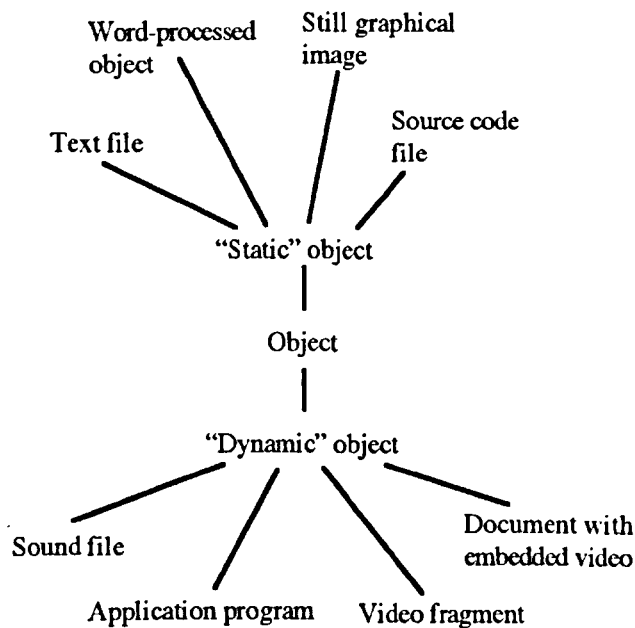 Word-processed
object
Still graphical
image
Text file
Source code
file
“Static” object
Object
“Dynamic” object
Sound file
Document with
embedded video
Application program
Video fragment